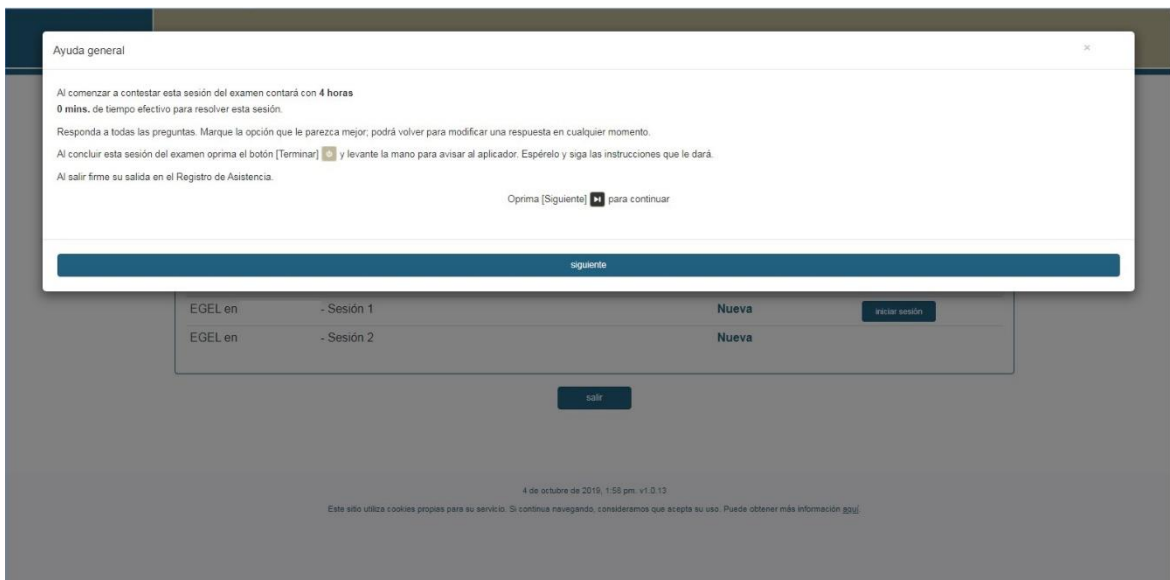 Ayuda general
×
Al comenzar a contestar esta sesión del examen contará con 4 horas
0 mins. de tiempo efectivo para resolver esta sesión.
Responda a todas las preguntas. Marque la opción que le parezca mejor; podrá volver para modificar una respuesta en cualquier momento.
Al concluir esta sesión del examen oprima el botón [Terminar] y levante la mano para avisar al aplicador. Espérelo y siga las instrucciones que le dará.
Al salir firme su salida en el Registro de Asistencia.
Oprima [Siguiente] para continuar
siguiente
EGEL en - Sesión 1 Nueva iniciar sesión
EGEL en - Sesión 2 Nueva
salir
4 de octubre de 2019, 1:58 pm. v1.0.13
Este sitio utiliza cookies propias para su servicio. Si continua navegando, consideramos que acepta su uso. Puede obtener más información aquí.